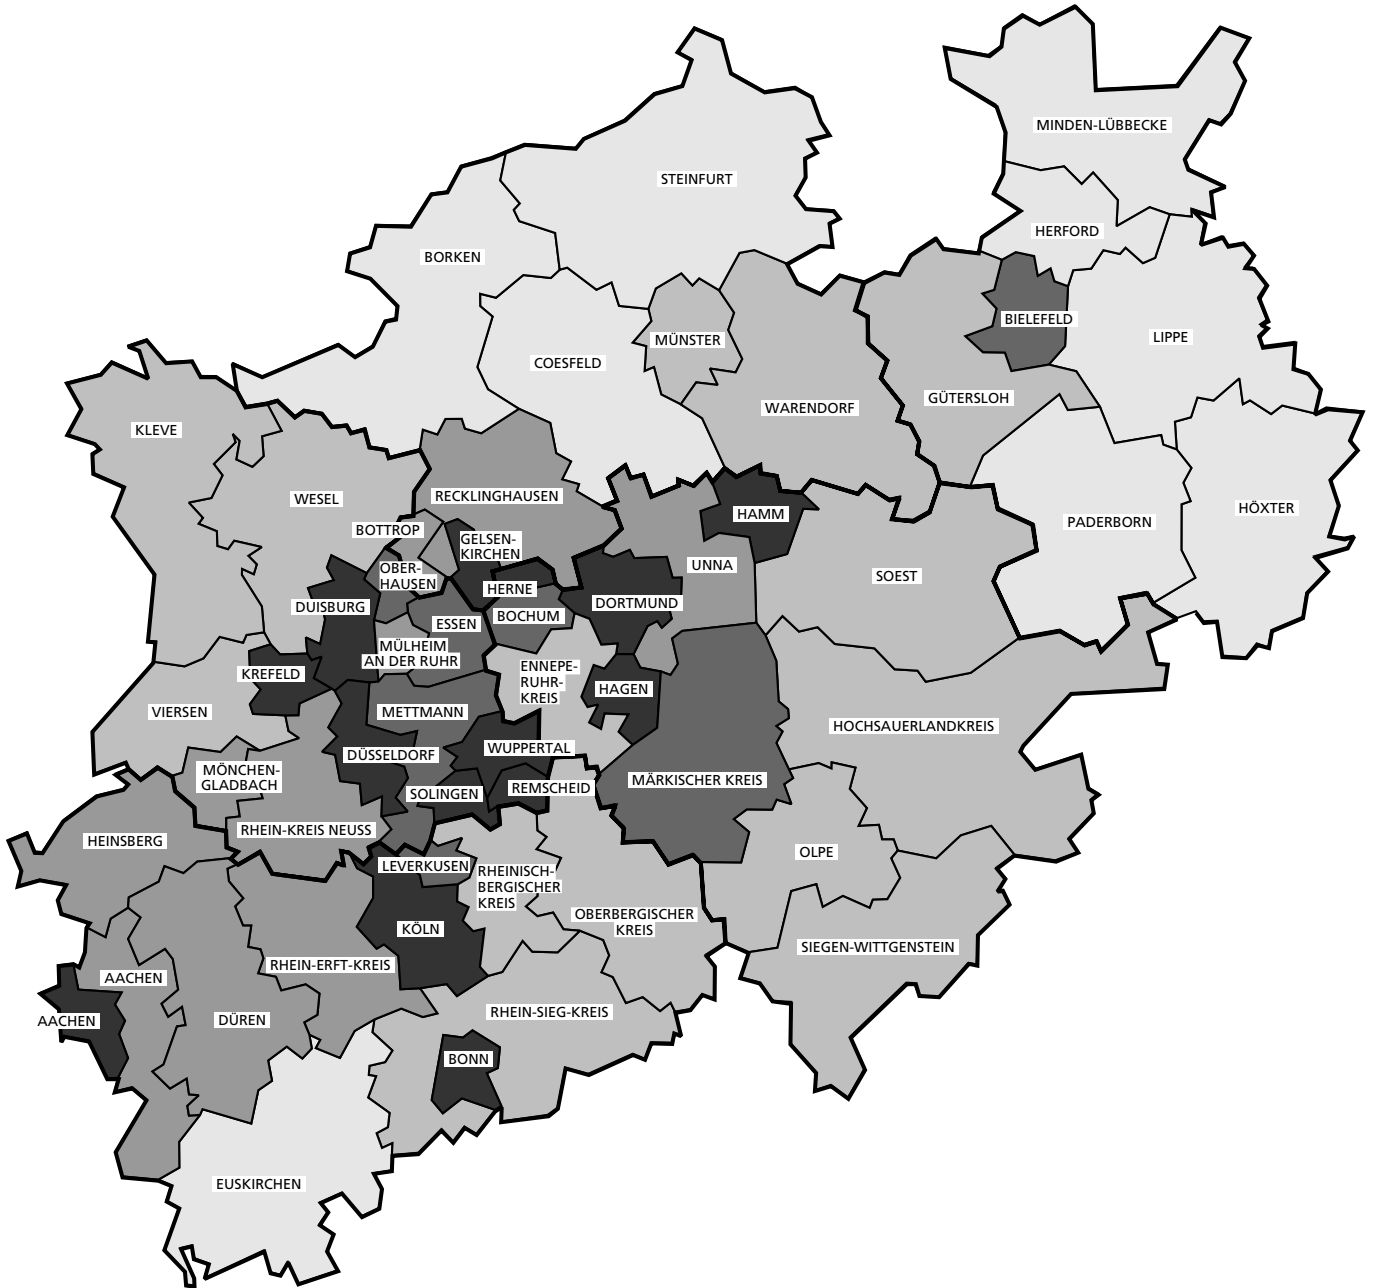 MINDEN-LÜBBECKE
STEINFURT
HERFORD
BORKEN
BIELEFELD
LIPPE
MÜNSTER
COESFELD
GÜTERSLOH
WARENDORF
KLEVE
RECKLINGHAUSEN
WESEL
HÖXTER
HAMM
PADERBORN
BOTTROP
GELSEN-
KIRCHEN
UNNA
OBER-
HAUSEN
SOEST
HERNE
DORTMUND
DUISBURG
BOCHUM
ESSEN
MÜLHEIM
AN DER RUHR
ENNEPE-
RUHR-
KREIS
KREFELD
HAGEN
VIERSEN
METTMANN
HOCHSAUERLANDKREIS
WUPPERTAL
DÜSSELDORF
MÖNCHEN-
GLADBACH
MÄRKISCHER KREIS
REMSCHEID
SOLINGEN
RHEIN-KREIS NEUSS
HEINSBERG
OLPE
LEVERKUSEN
RHEINISCH-
BERGISCHER
KREIS
OBERBERGISCHER
KREIS
KÖLN
SIEGEN-WITTGENSTEIN
RHEIN-ERFT-KREIS
AACHEN
RHEIN-SIEG-KREIS
AACHEN
DÜREN
BONN
EUSKIRCHEN